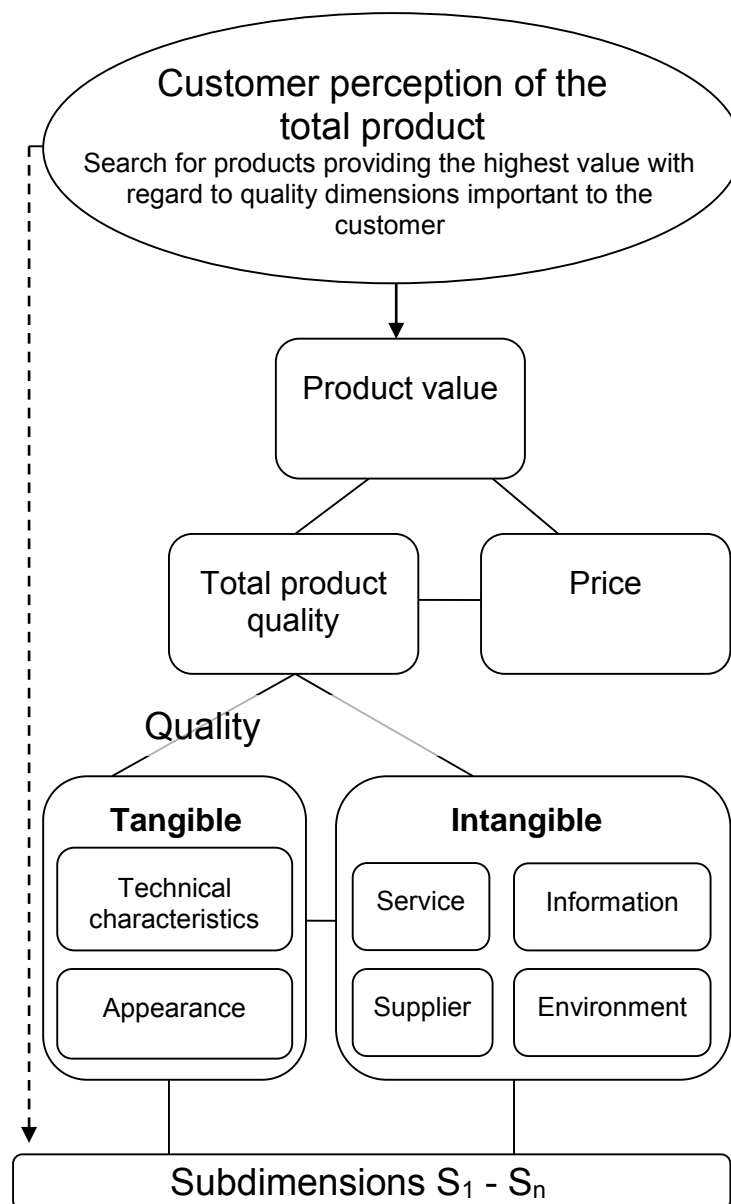 Customer perception of the
total product
Search for products providing the highest value with
regard to quality dimensions important to the
customer
Product value
Total product
quality
Price
Quality
Tangible
Intangible
Technical
characteristics
Service
Information
Appearance
Supplier
Environment
Subdimensions S₁ - Sₙ